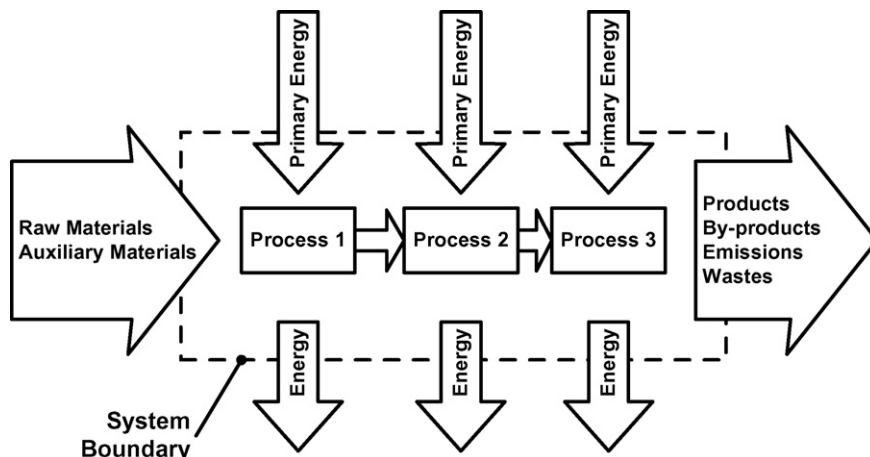 Primary Energy
Primary Energy
Primary Energy
Raw Materials
Auxiliary Materials
Process 1
Process 2
Process 3
Products
By-products
Emissions
Wastes
Energy
Energy
Energy
System
Boundary